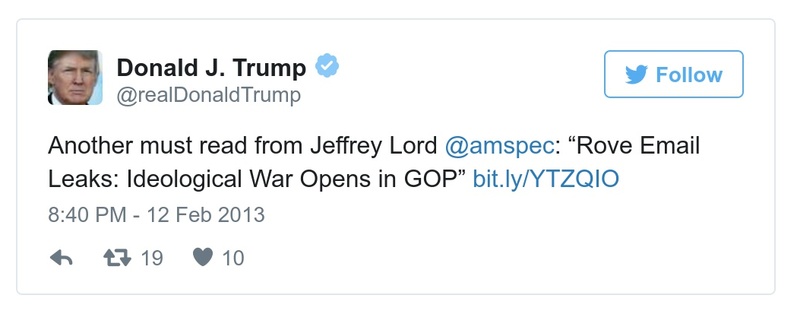 Donald J. Trump
@realDonaldTrump
Follow
Another must read from Jeffrey Lord @amspec: “Rove Email
Leaks: Ideological War Opens in GOP” bit.ly/YTZQIO
8:40 PM - 12 Feb 2013
19 10